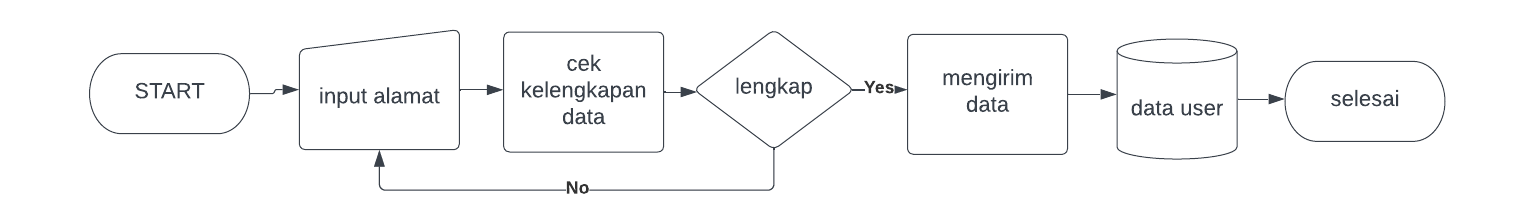 START
input alamat
cek
kelengkapan
data
lengkap
Yes
No
mengirim
data
data user
selesai